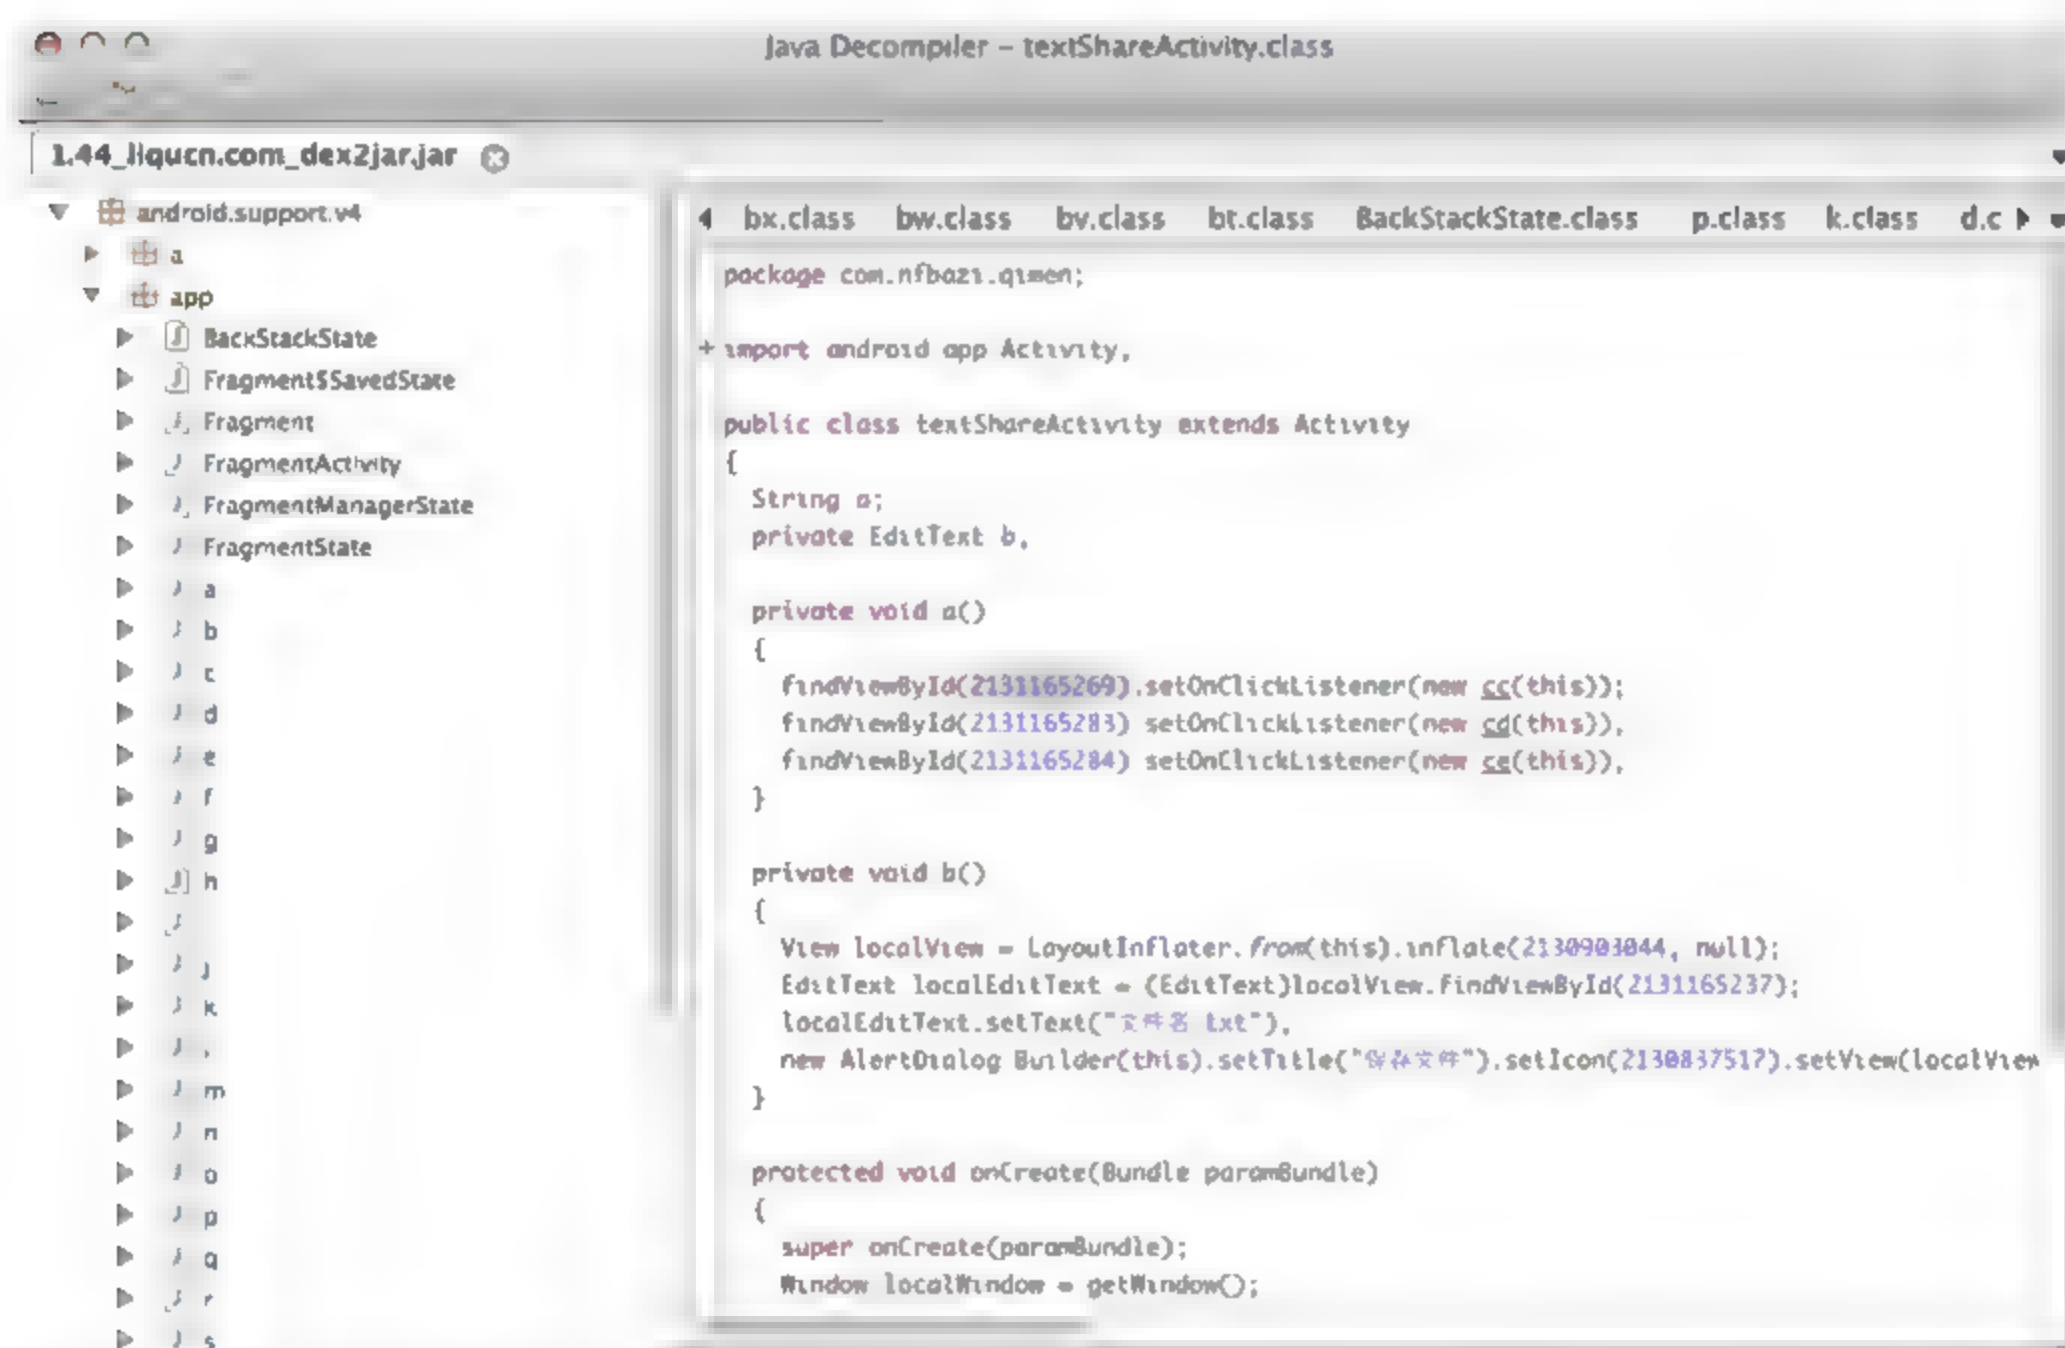 Java Decompiler – textShareActivity.class
1.44_liqucn.com_dex2jar.jar
android.support.v4
a
app
BackStackState
Fragment$SavedState
Fragment
FragmentActivity
FragmentManagerState
FragmentState
a
b
c
d
e
f
g
h
j
k
m
n
o
p
q
r
s
bx.class bw.class bv.class bt.class BackStackState.class p.class k.class d.c
package com.nfbazi.qimen;
+ import android.app.Activity;
public class textShareActivity extends Activity
{
String a;
private EditText b;
private void a()
{
findViewById(2131165269).setOnClickListener(new cc(this));
findViewById(2131165283).setOnClickListener(new cd(this));
findViewById(2131165284).setOnClickListener(new ce(this));
}
private void b()
{
View localView = LayoutInflater.from(this).inflate(2130903044, null);
EditText localEditText = (EditText)localView.findViewById(2131165237);
localEditText.setText("文件名.txt");
new AlertDialog.Builder(this).setTitle("保存文件").setIcon(2130837517).setView(localView
}
protected void onCreate(Bundle paramBundle)
{
super.onCreate(paramBundle);
Window localWindow = getWindow();